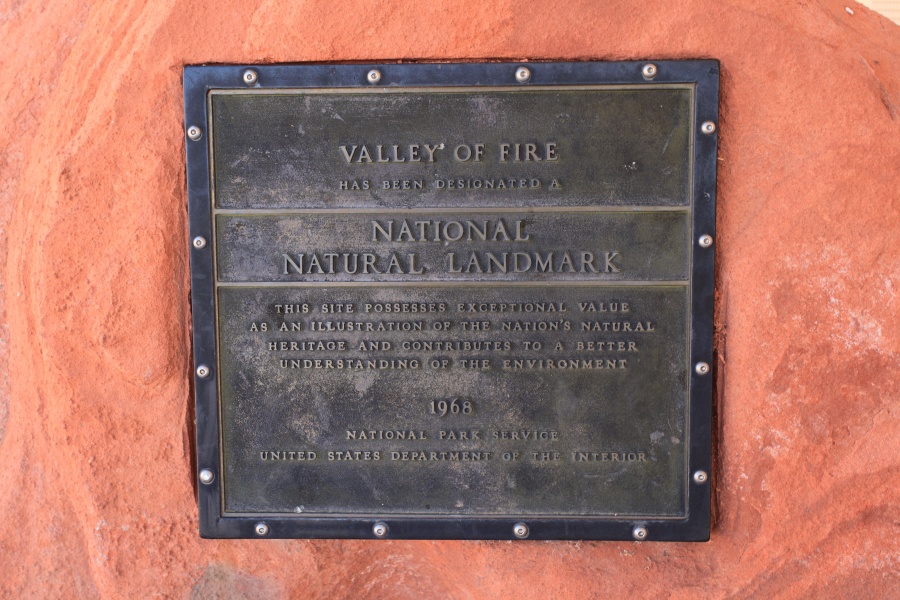 VALLEY OF FIRE
HAS BEEN DESIGNATED A
NATIONAL
NATURAL LANDMARK
THIS SITE POSSESSES EXCEPTIONAL VALUE
AS AN ILLUSTRATION OF THE NATION'S NATURAL
HERITAGE AND CONTRIBUTES TO A BETTER
UNDERSTANDING OF THE ENVIRONMENT
1968
NATIONAL PARK SERVICE
UNITED STATES DEPARTMENT OF THE INTERIOR